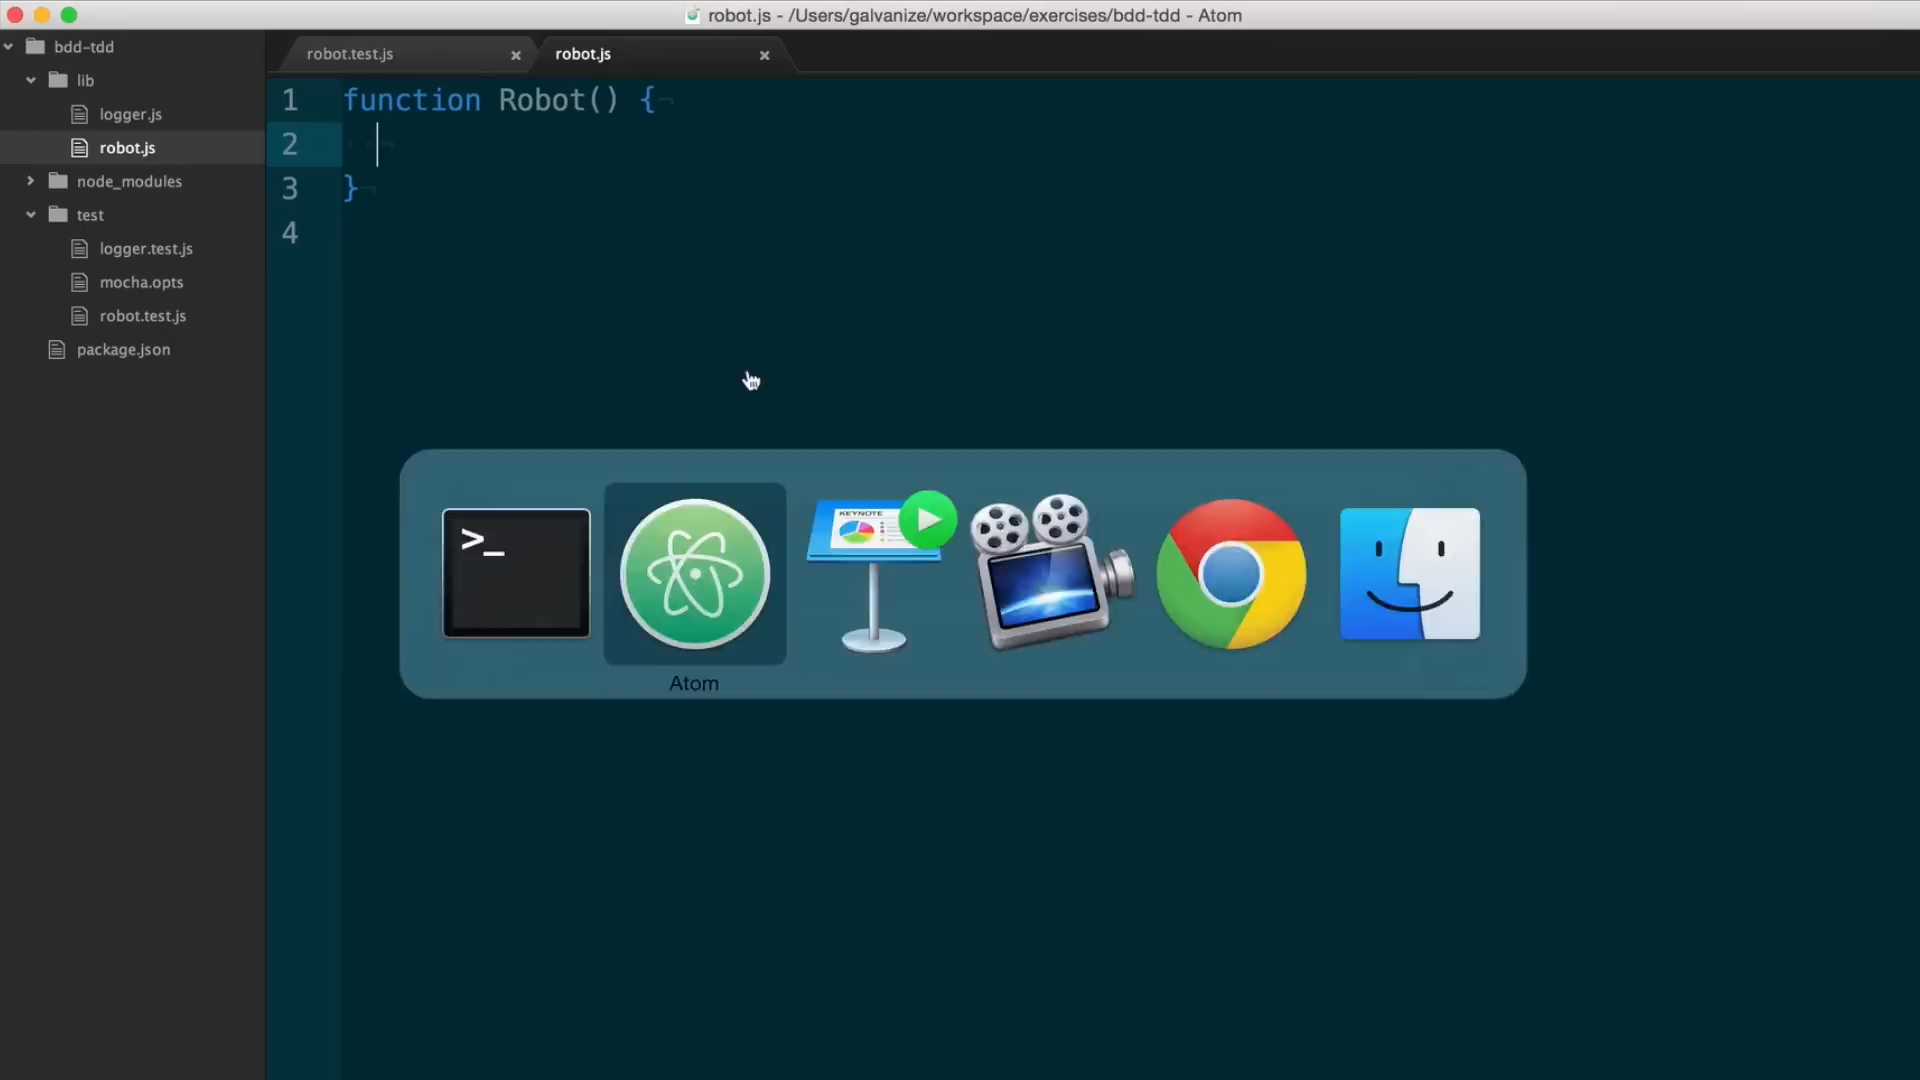 robot.js - /Users/galvanize/workspace/exercises/bdd-tdd - Atom
bdd-tdd
lib
logger.js
robot.js
node_modules
test
logger.test.js
mocha.opts
robot.test.js
package.json
robot.test.js
robot.js
1 function Robot() {
2
3 }
4
>_
KEYNOTE
Atom